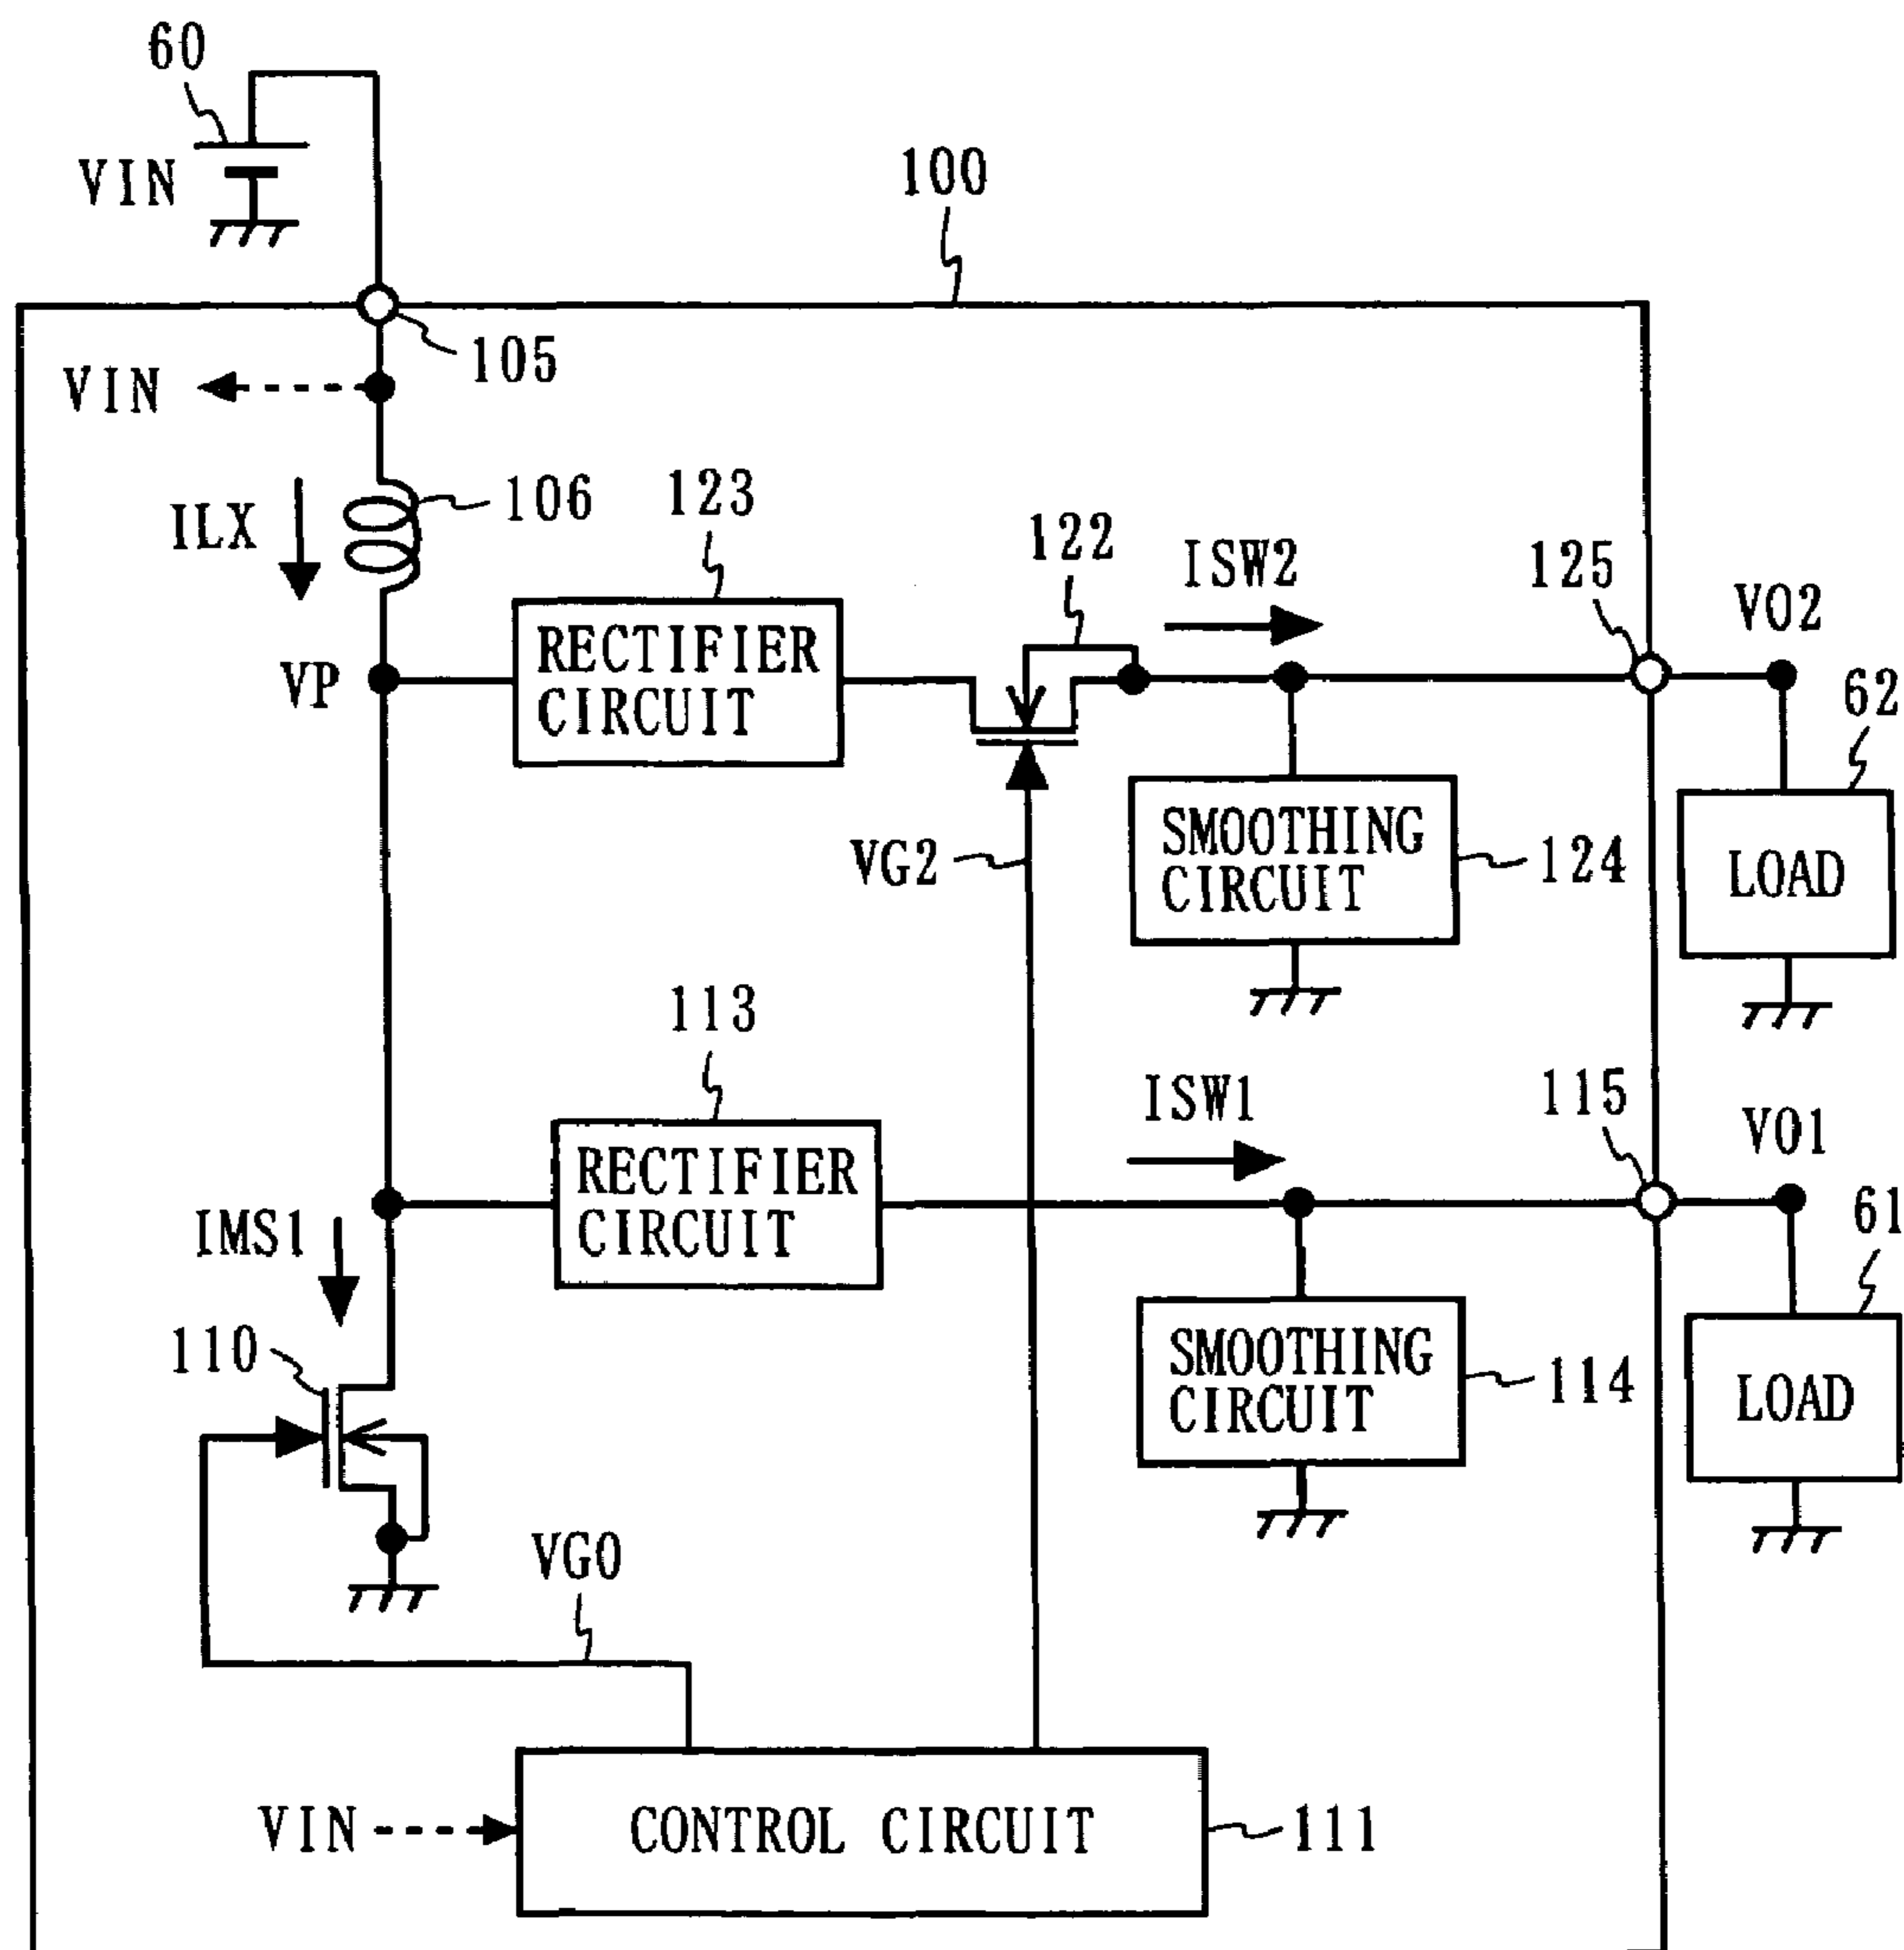 60
VIN
100
105
VIN
106
ILX
123
122
ISW2
125
VO2
RECTIFIER
CIRCUIT
VP
62
SMOOTHING
CIRCUIT
124
VG2
LOAD
113
ISW1
115
VO1
RECTIFIER
CIRCUIT
61
IMS1
110
SMOOTHING
CIRCUIT
114
LOAD
VG0
VIN
CONTROL CIRCUIT
111